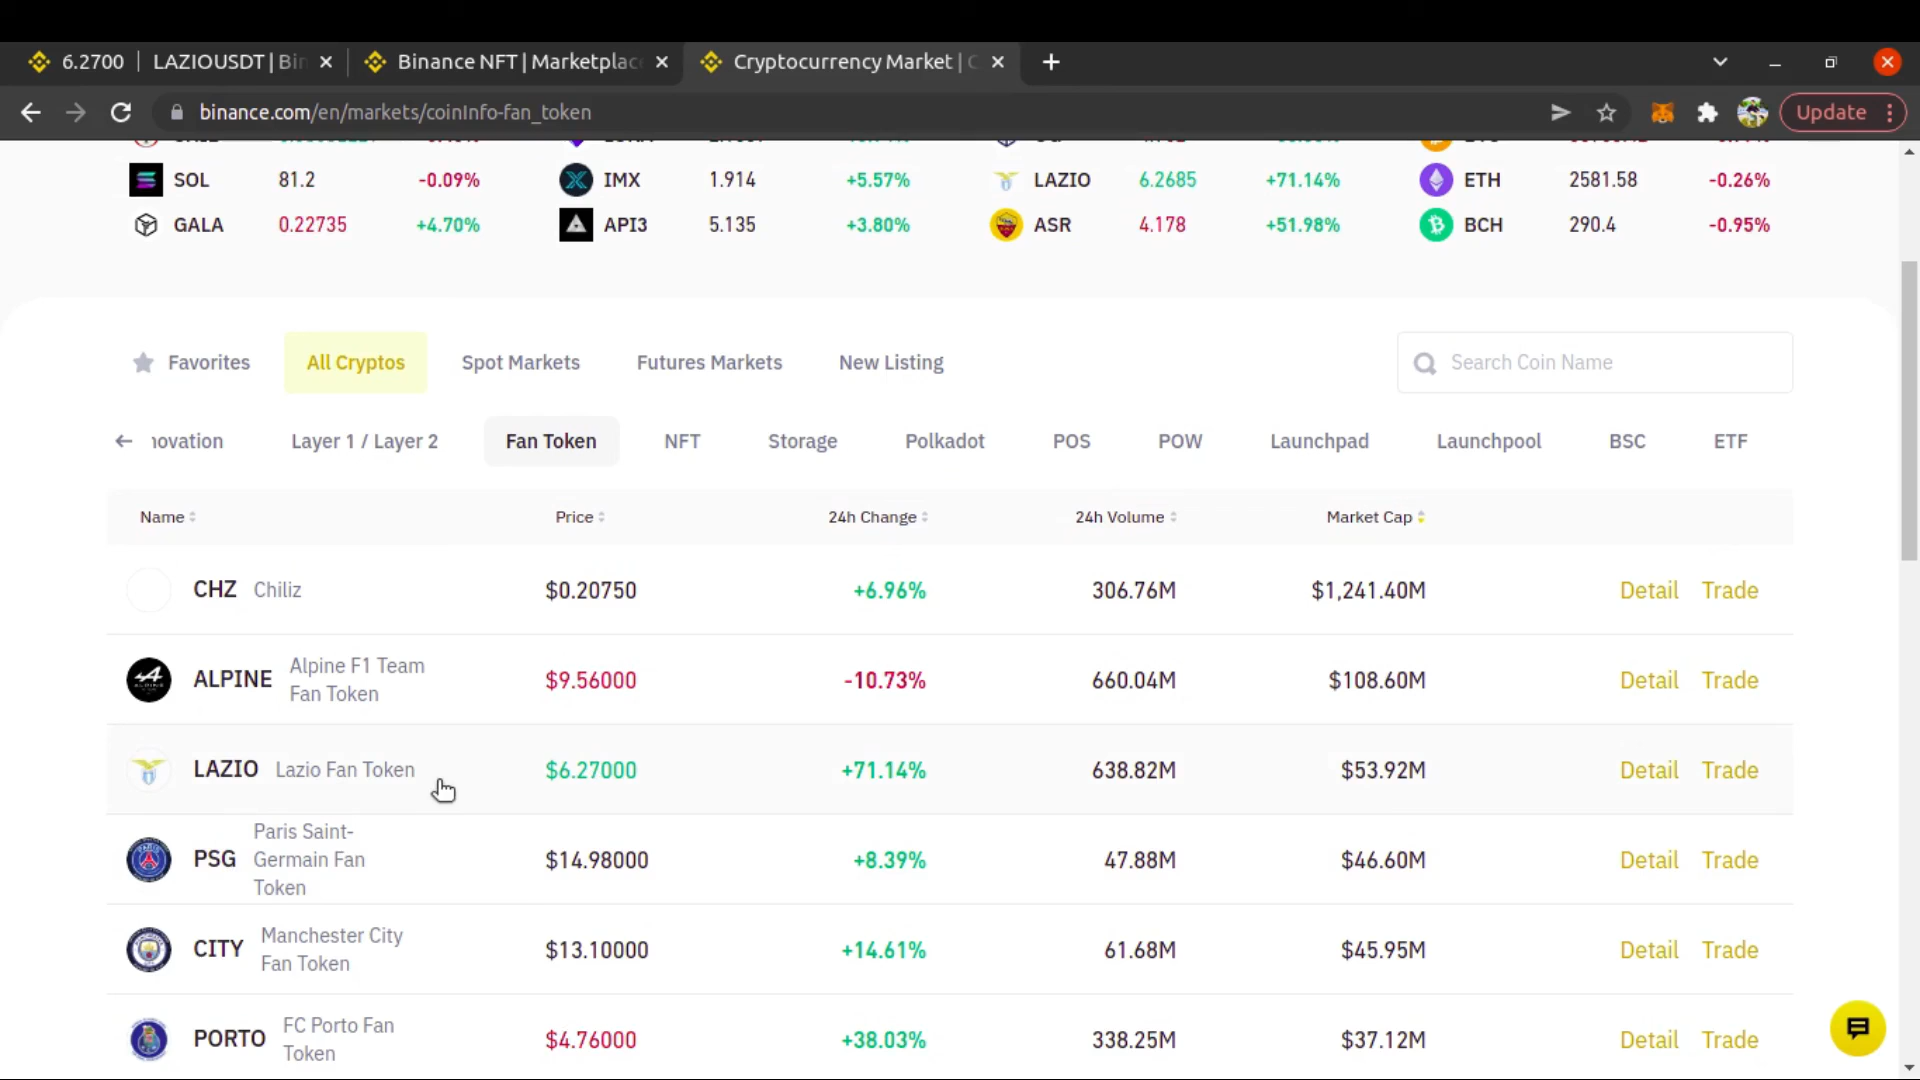 6.2700 | LAZIOUSDT | Bin
Binance NFT | Marketplac
Cryptocurrency Market | C
binance.com/en/markets/coinInfo-fan_token
Update
SOL 81.2 -0.09% IMX 1.914 +5.57% LAZIO 6.2685 +71.14% ETH 2581.58 -0.26%
GALA 0.22735 +4.70% API3 5.135 +3.80% ASR 4.178 +51.98% BCH 290.4 -0.95%
Favorites All Cryptos Spot Markets Futures Markets New Listing Search Coin Name
novation Layer 1 / Layer 2 Fan Token NFT Storage Polkadot POS POW Launchpad Launchpool BSC ETF
Name Price 24h Change 24h Volume Market Cap
CHZ Chiliz $0.20750 +6.96% 306.76M $1,241.40M Detail Trade
ALPINE Alpine F1 Team
Fan Token $9.56000 -10.73% 660.04M $108.60M Detail Trade
LAZIO Lazio Fan Token $6.27000 +71.14% 638.82M $53.92M Detail Trade
PSG Paris Saint-
Germain Fan
Token $14.98000 +8.39% 47.88M $46.60M Detail Trade
CITY Manchester City
Fan Token $13.10000 +14.61% 61.68M $45.95M Detail Trade
PORTO FC Porto Fan
Token $4.76000 +38.03% 338.25M $37.12M Detail Trade